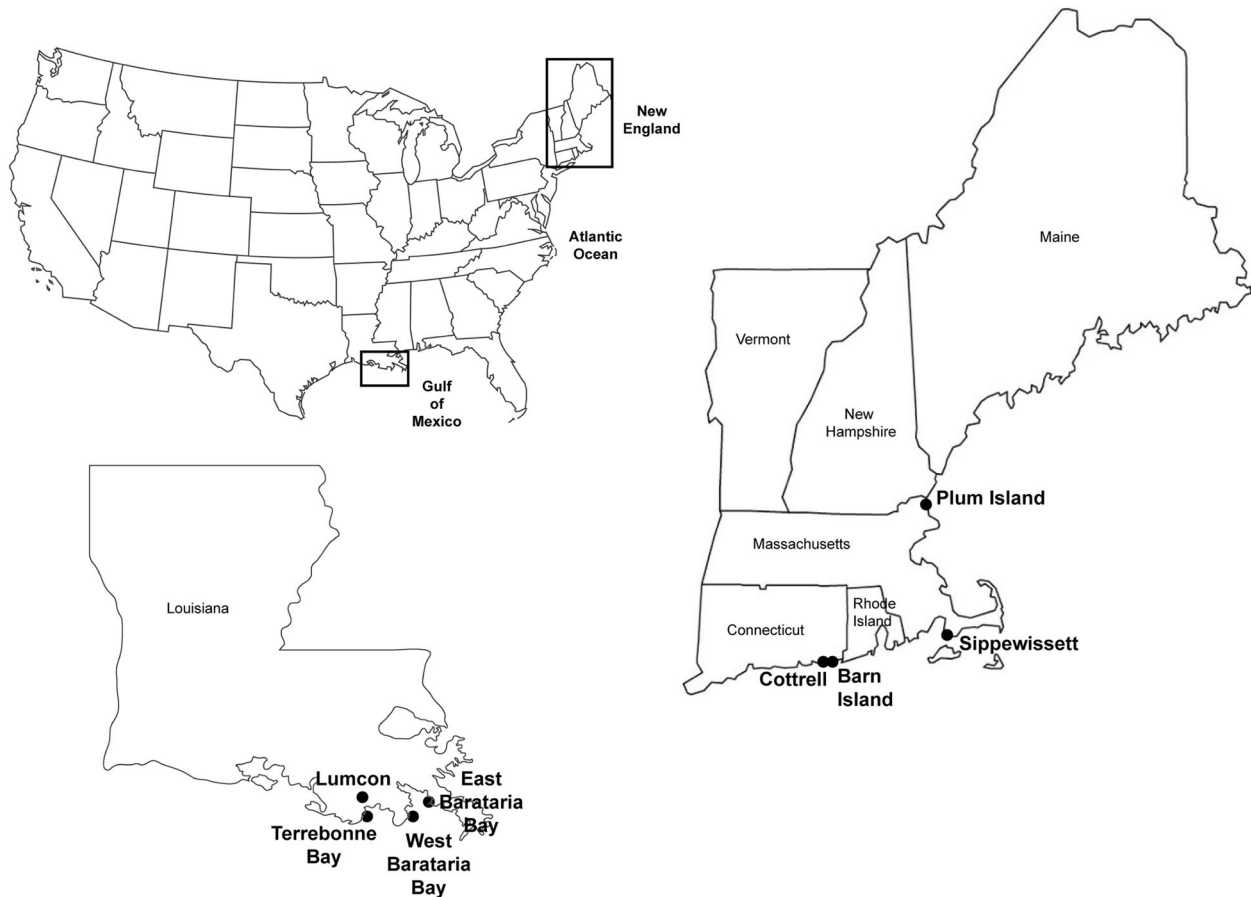 New
England
Atlantic
Ocean
Gulf
of
Mexico
Maine
Vermont
New
Hampshire
Plum Island
Massachusetts
Rhode
Island
Connecticut
Sippewissett
Cottrell
Barn
Island
Louisiana
Lumcon
East
Barataria
Bay
Terrebonne
Bay
West
Barataria
Bay